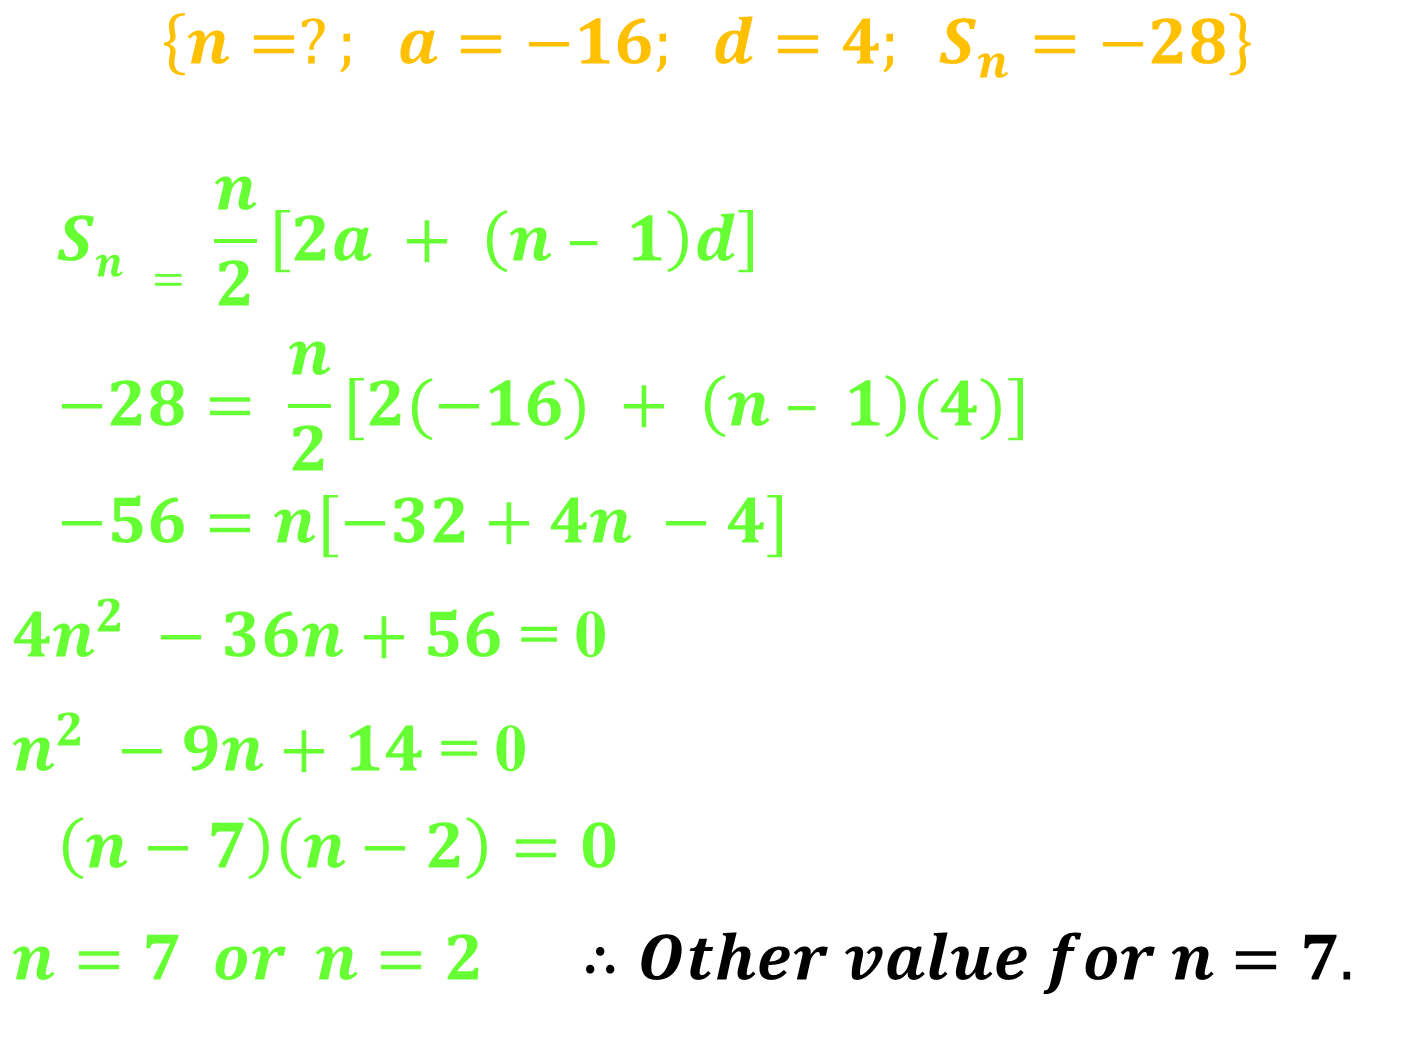 {n =? ;  a = −16;  d = 4;  Sₙ = −28}
Sₙ = n/2 [2a + (n – 1)d]
−28 = n/2 [2(−16) + (n – 1)(4)]
−56 = n[−32 + 4n − 4]
4n² − 36n + 56 = 0
n² − 9n + 14 = 0
(n − 7)(n − 2) = 0
n = 7 or n = 2  ∴ Other value for n = 7.